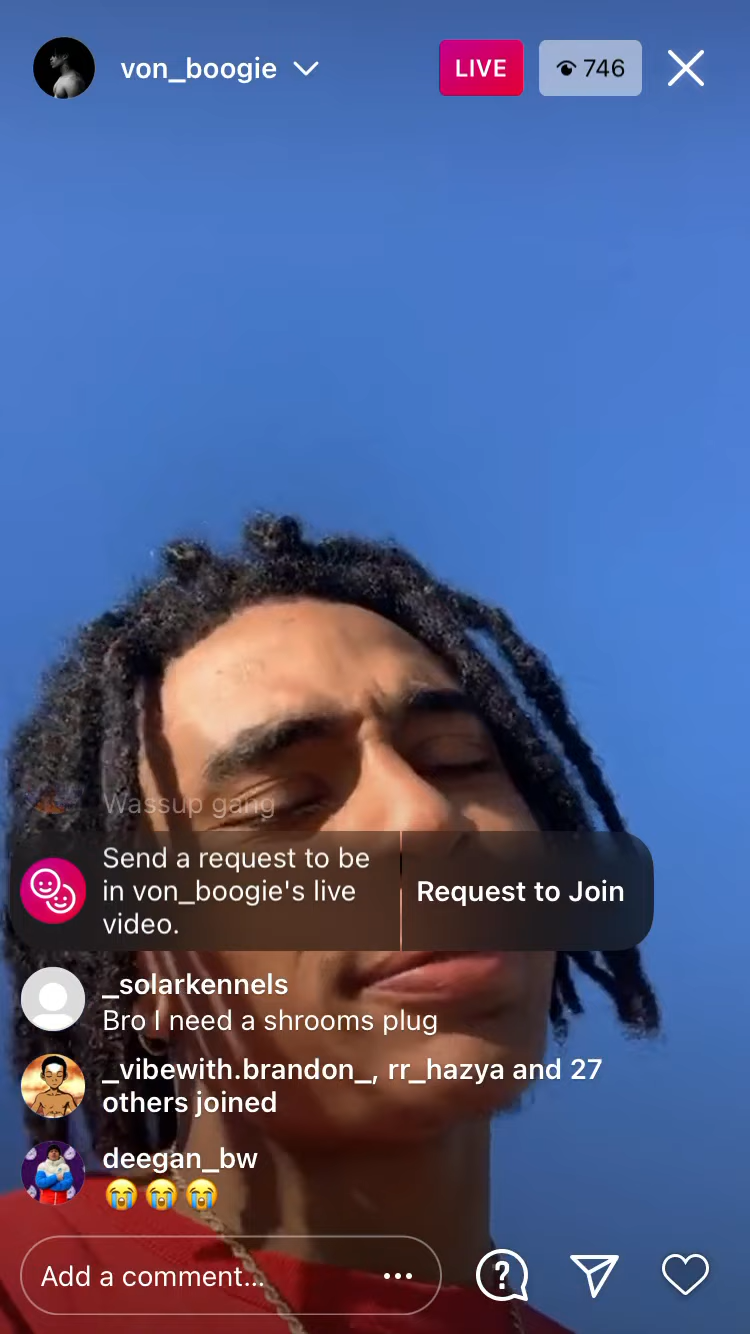 von_boogie
LIVE
746
Wassup gang
Send a request to be
in von_boogie's live
video.
Request to Join
_solarkennels
Bro I need a shrooms plug
_vibewith.brandon_, rr_hazya and 27
others joined
deegan_bw
😭😭😭
Add a comment...